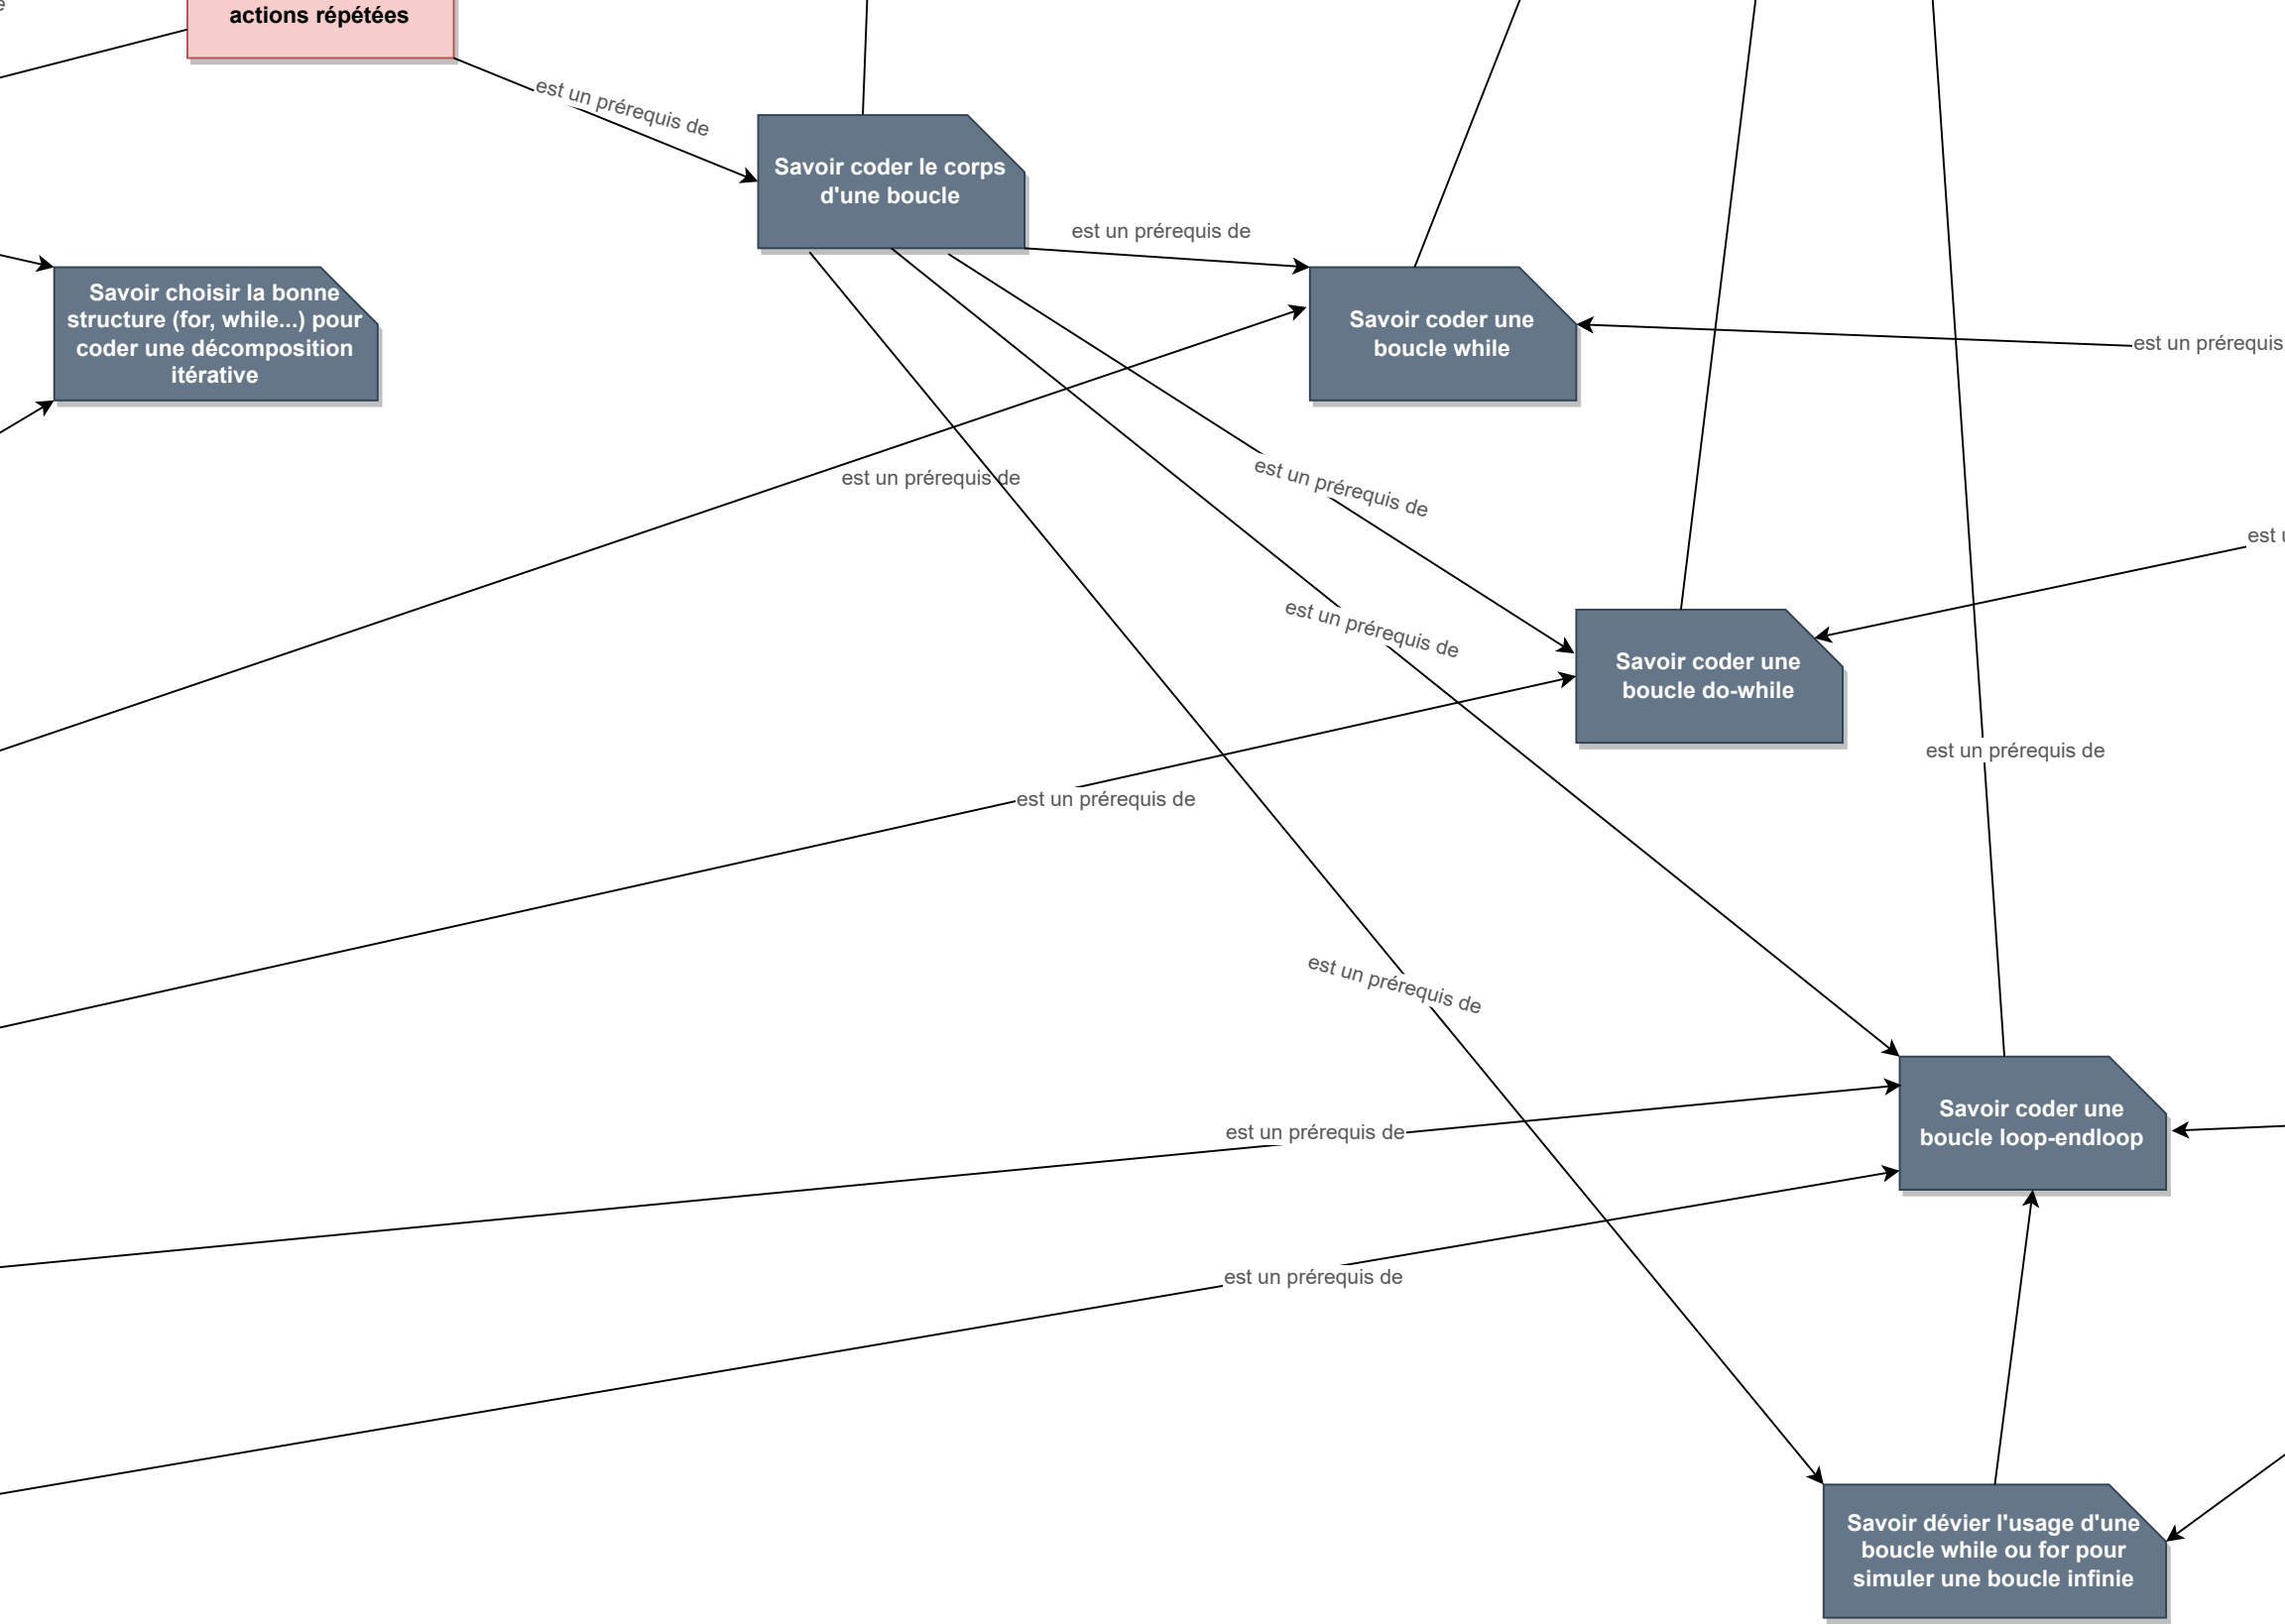 actions répétées
est un prérequis de
Savoir coder le corps
d'une boucle
est un prérequis de
Savoir choisir la bonne
structure (for, while...) pour
coder une décomposition
itérative
Savoir coder une
boucle while
est un prérequis
est un prérequis de
est un prérequis de
est
est un prérequis de
Savoir coder une
boucle do-while
est un prérequis de
est un prérequis de
est un prérequis de
Savoir coder une
boucle loop-endloop
est un prérequis de
est un prérequis de
Savoir dévier l'usage d'une
boucle while ou for pour
simuler une boucle infinie